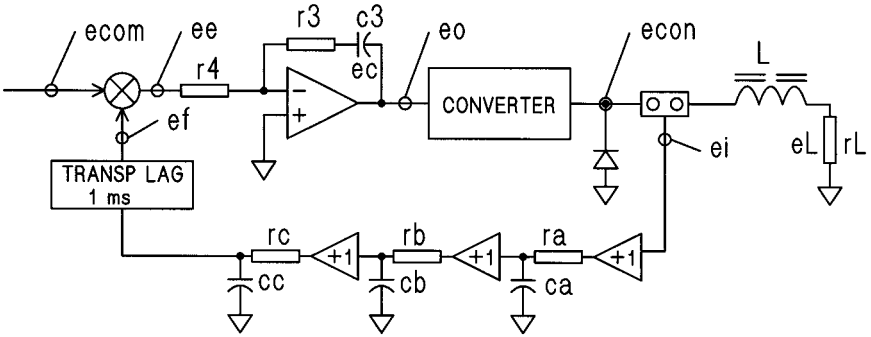 ecom
ee
r4
r3
c3
ec
−
+
eo
CONVERTER
econ
L
ef
ei
eL
rL
TRANSP LAG
1 ms
rc
+1
rb
+1
ra
+1
cc
cb
ca